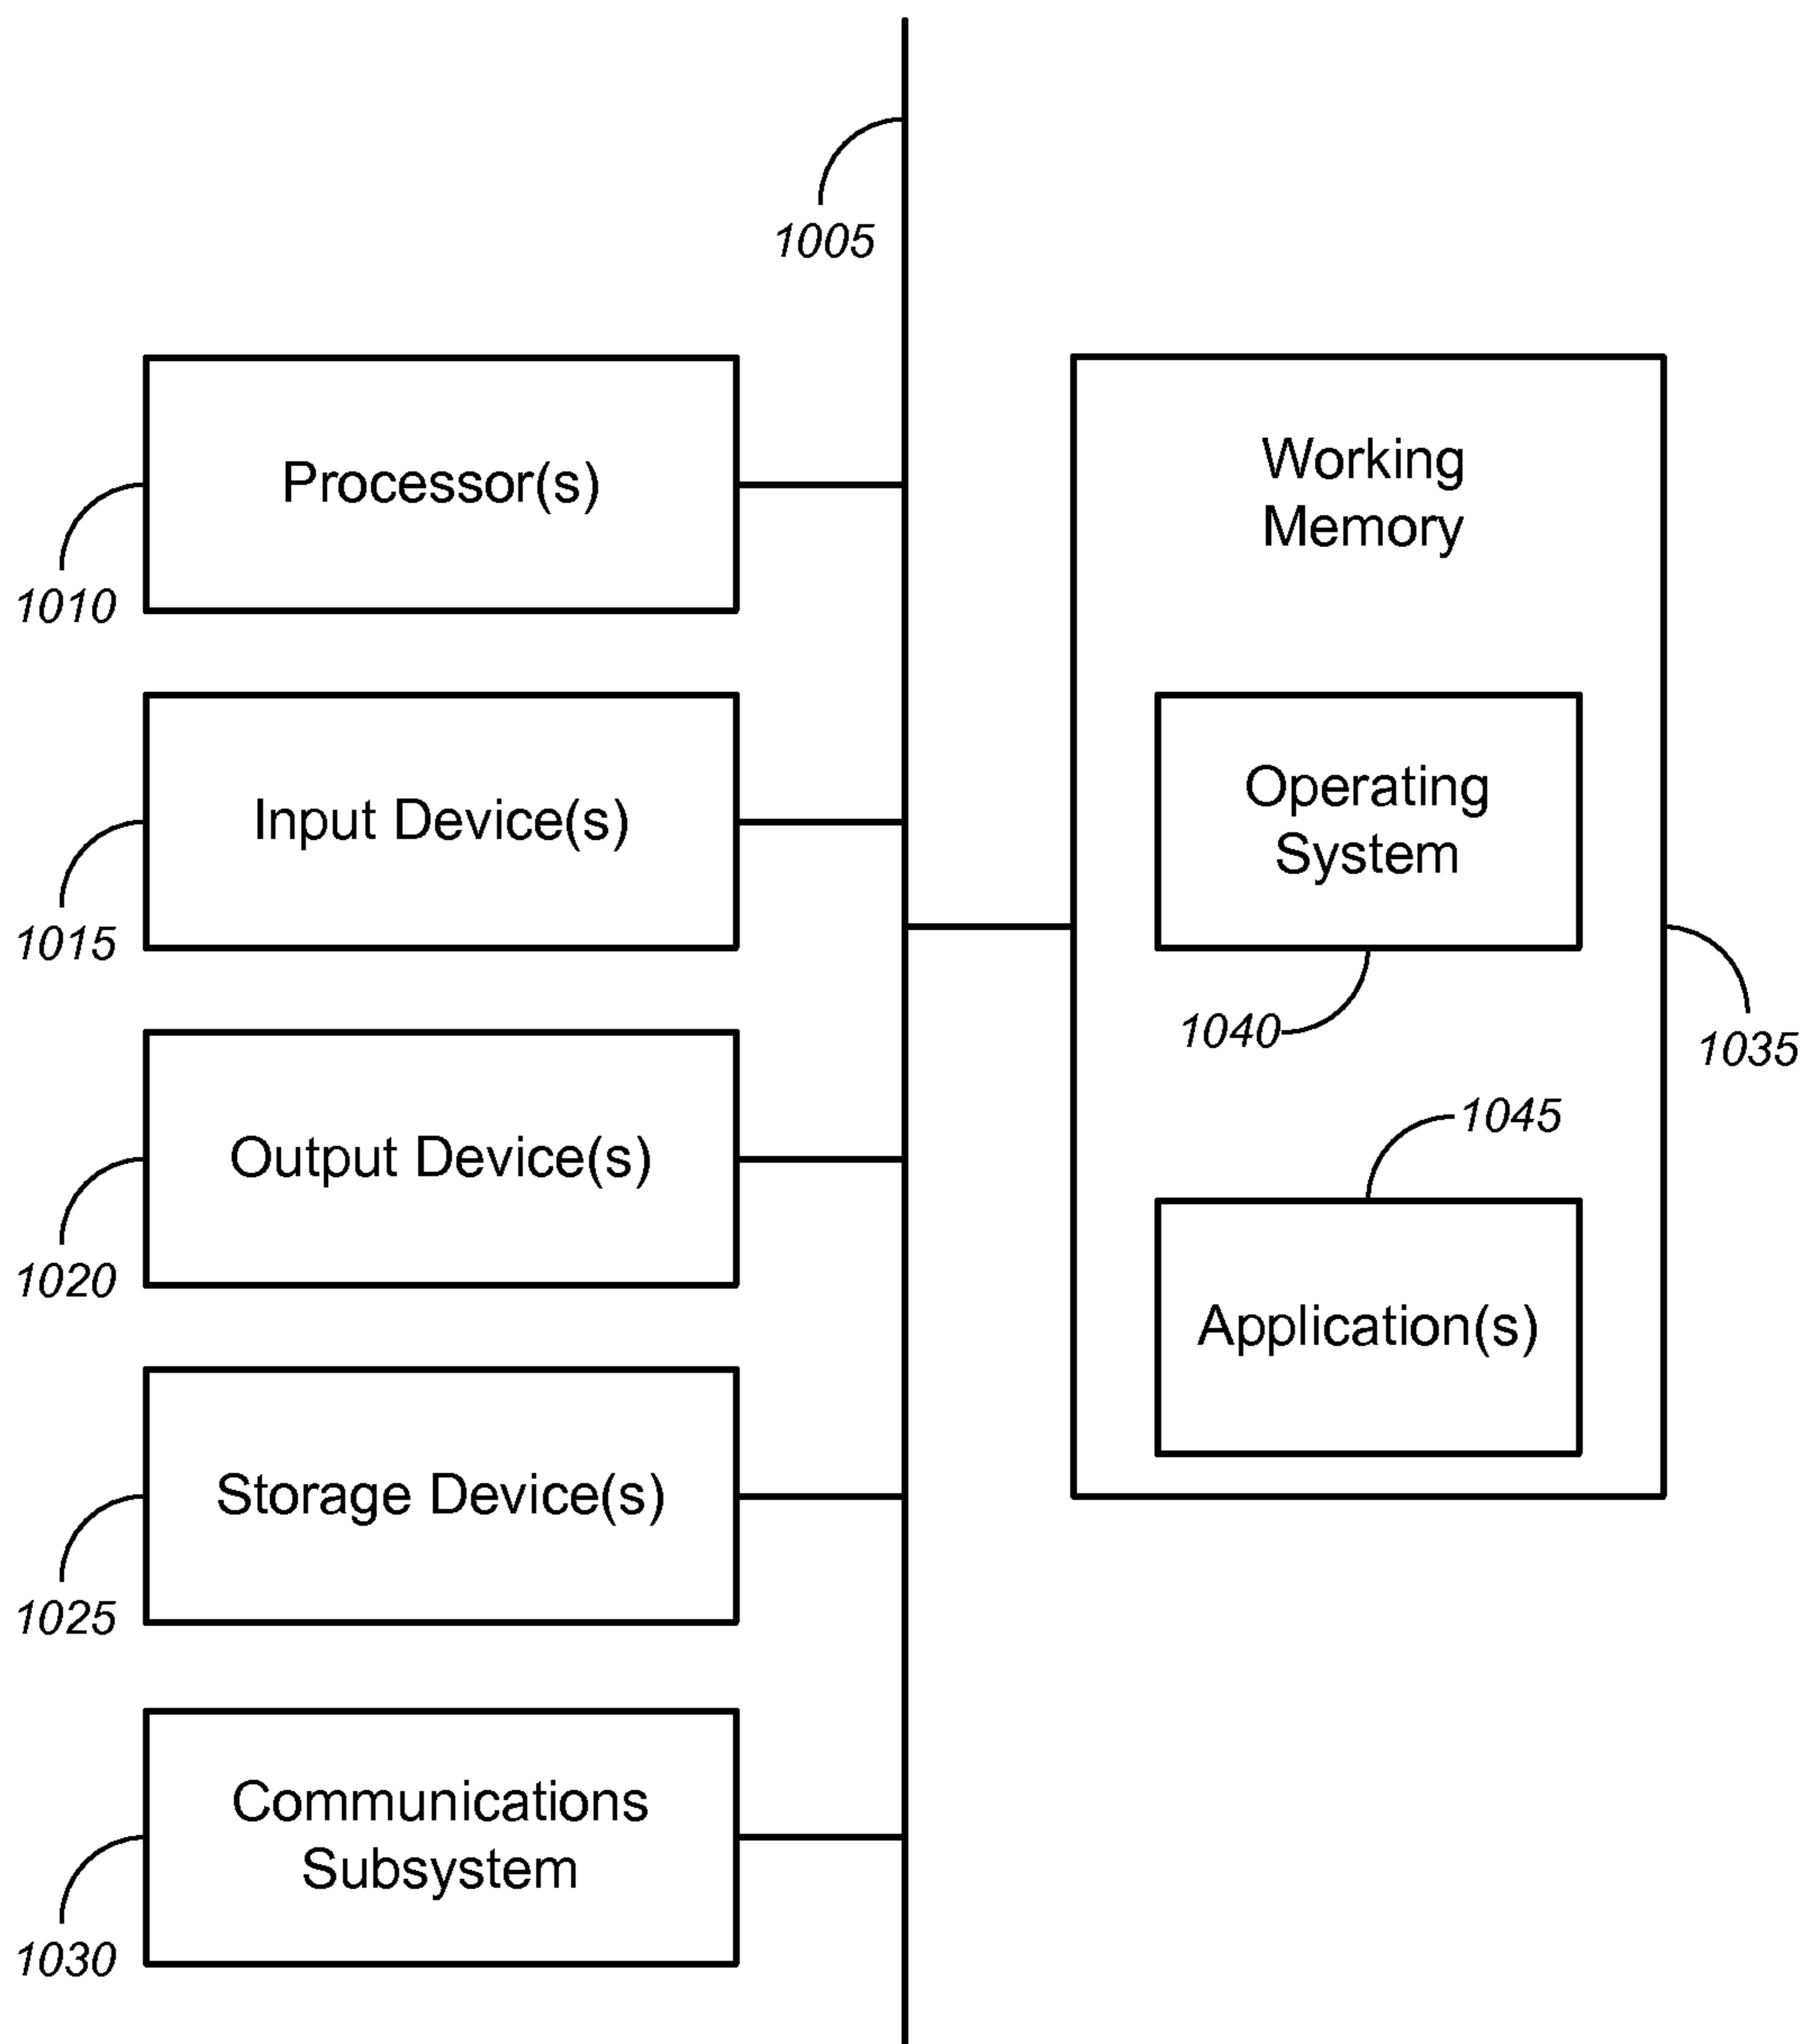 1005
Processor(s)
1010
Input Device(s)
1015
Output Device(s)
1020
Storage Device(s)
1025
Communications
Subsystem
1030
Working
Memory
Operating
System
1040
1035
1045
Application(s)